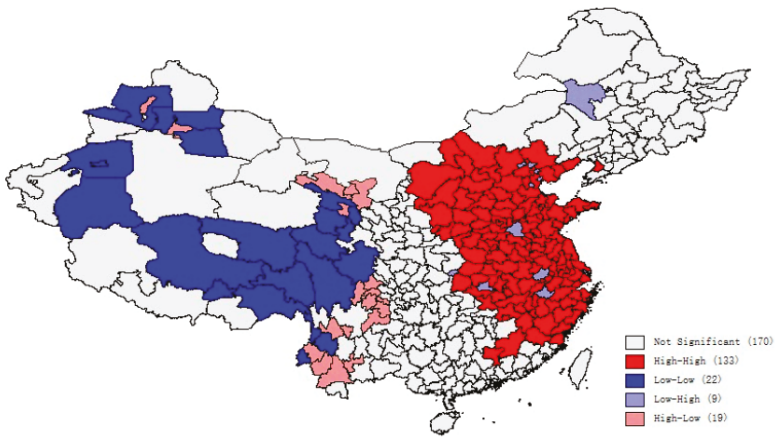 Not Significant (170)
High-High (133)
Low-Low (22)
Low-High (9)
High-Low (19)